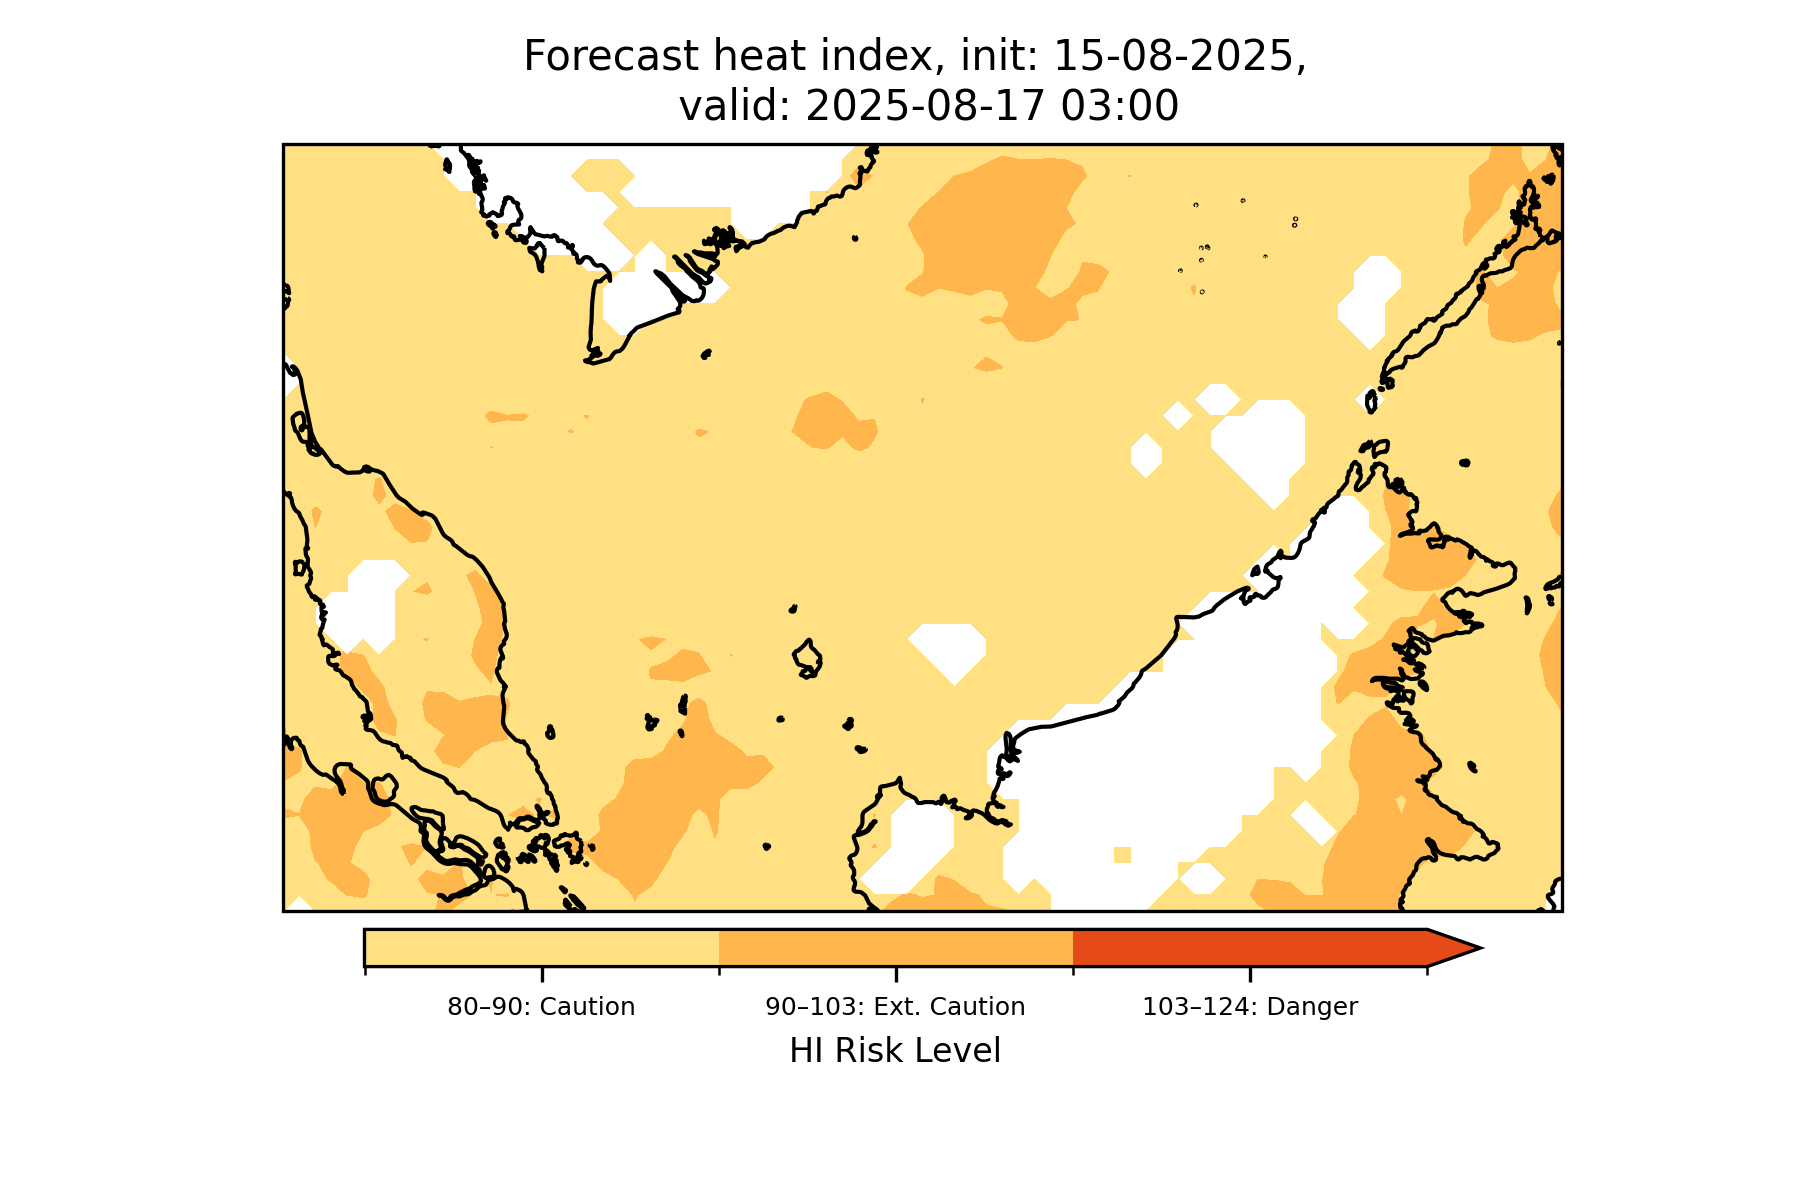 Forecast heat index, init: 15-08-2025,
valid: 2025-08-17 03:00
80–90: Caution
90–103: Ext. Caution
103–124: Danger
HI Risk Level